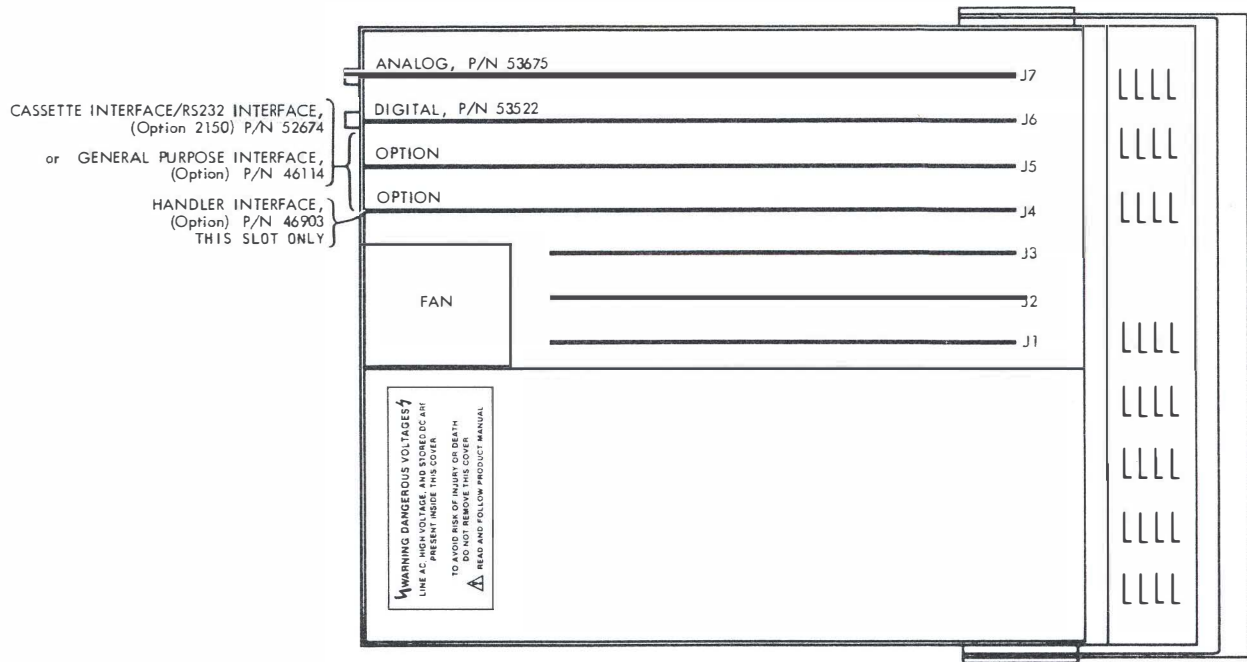 ANALOG, P/N 53675
J7
CASSETTE INTERFACE/RS232 INTERFACE,
(Option 2150) P/N 52674
DIGITAL, P/N 53522
J6
or GENERAL PURPOSE INTERFACE,
(Option) P/N 46114
OPTION
J5
HANDLER INTERFACE,
(Option) P/N 46903
THIS SLOT ONLY
OPTION
J4
J3
FAN
J2
J1
WARNING DANGEROUS VOLTAGES
LINE AC, HIGH VOLTAGE, AND STORED DC ARE
PRESENT INSIDE THIS COVER
TO AVOID RISK OF INJURY OR DEATH
DO NOT REMOVE THIS COVER
READ AND FOLLOW PRODUCT MANUAL